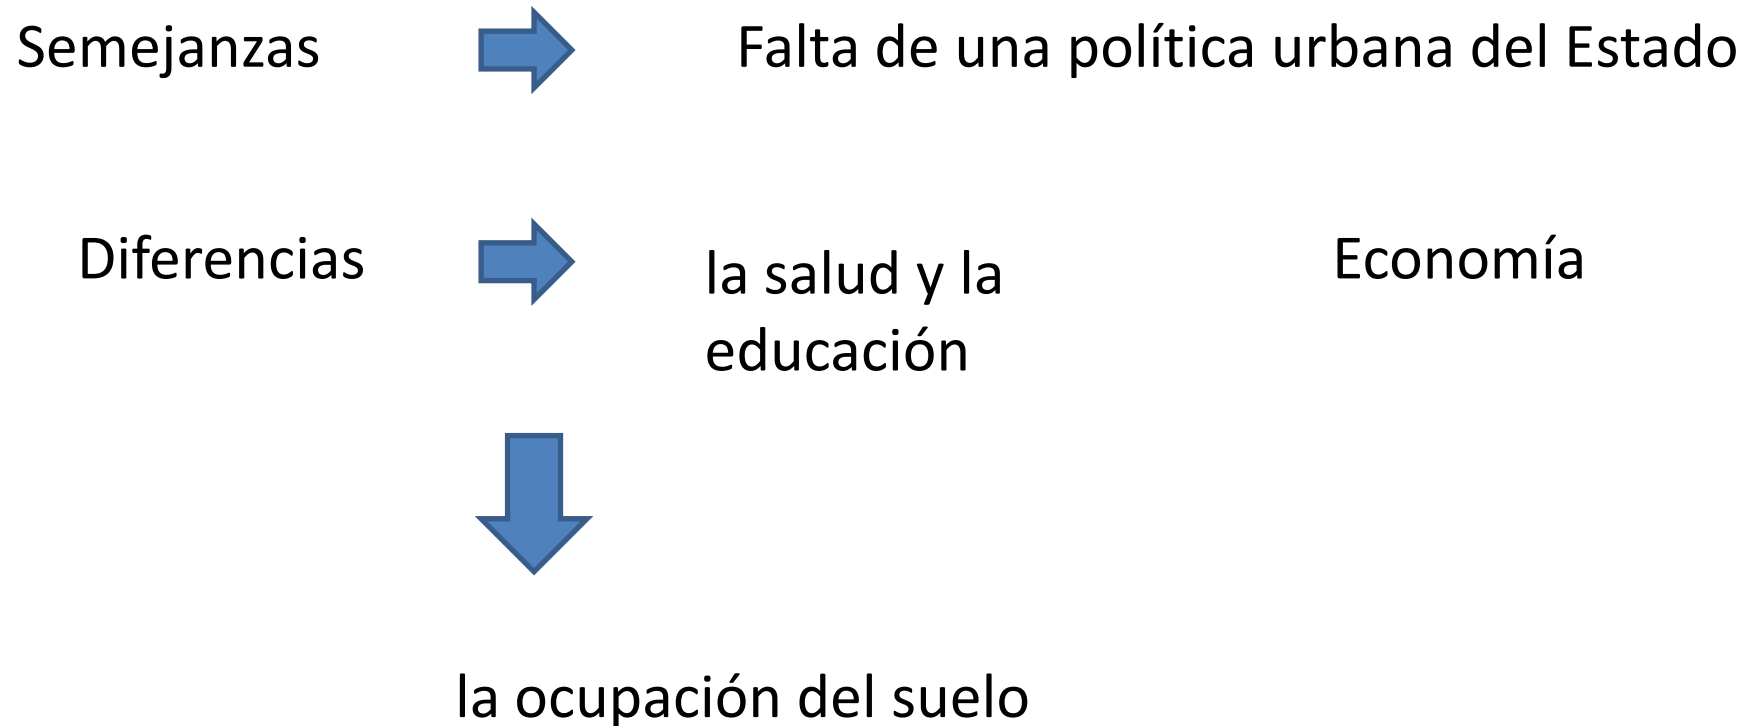 Semejanzas
Falta de una política urbana del Estado
Diferencias
la salud y la
educación
Economía
la ocupación del suelo